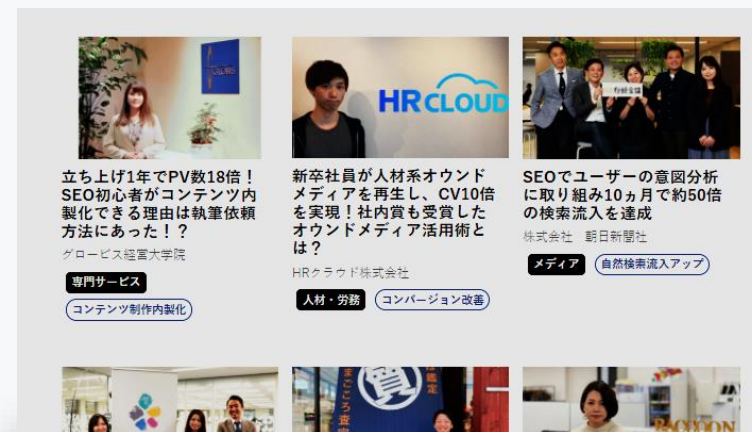 HRCLOUD
立ち上げ1年でPV数18倍！
SEO初心者がコンテンツ内
製化できる理由は執筆依頼
方法にあった！？
グロービス経営大学院
専門サービス
コンテンツ制作内製化
新卒社員が人材系オウンド
メディアを再生し、CV10倍
を実現！社内賞も受賞した
オウンドメディア活用術と
は？
HRクラウド株式会社
人材・労務
コンバージョン改善
SEOでユーザーの意図分析
に取り組み10ヵ月で約50倍
の検索流入を達成
株式会社　朝日新聞社
メディア
自然検索流入アップ
質
まごころ査定
鑑定
RACCOON